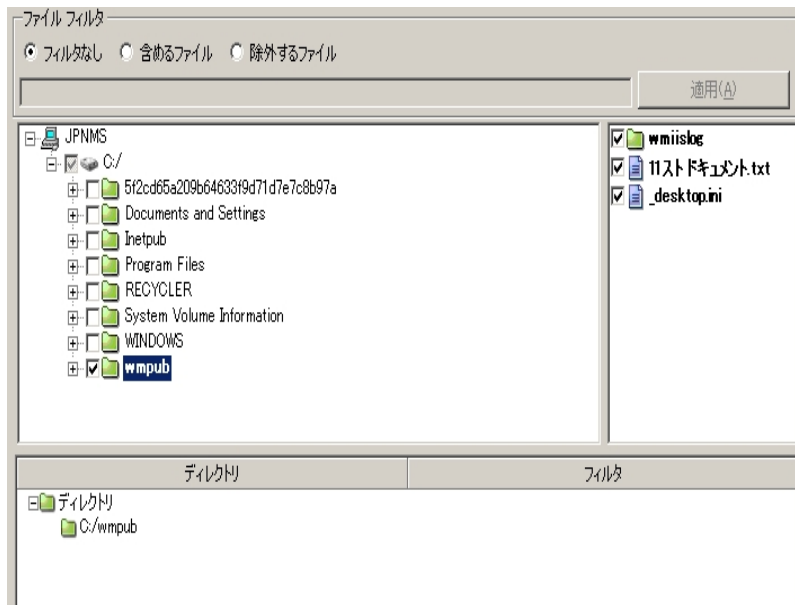 ファイル フィルタ
フィルタなし 含めるファイル 除外するファイル
適用(A)
JPNMS
C:/
5f2cd65a209b64633f9d71d7e7c8b97a
Documents and Settings
Inetpub
Program Files
RECYCLER
System Volume Information
WINDOWS
wmpub
wmiislog
11スト ドキュメント.txt
_desktop.ini
ディレクトリ フィルタ
ディレクトリ
C:/wmpub